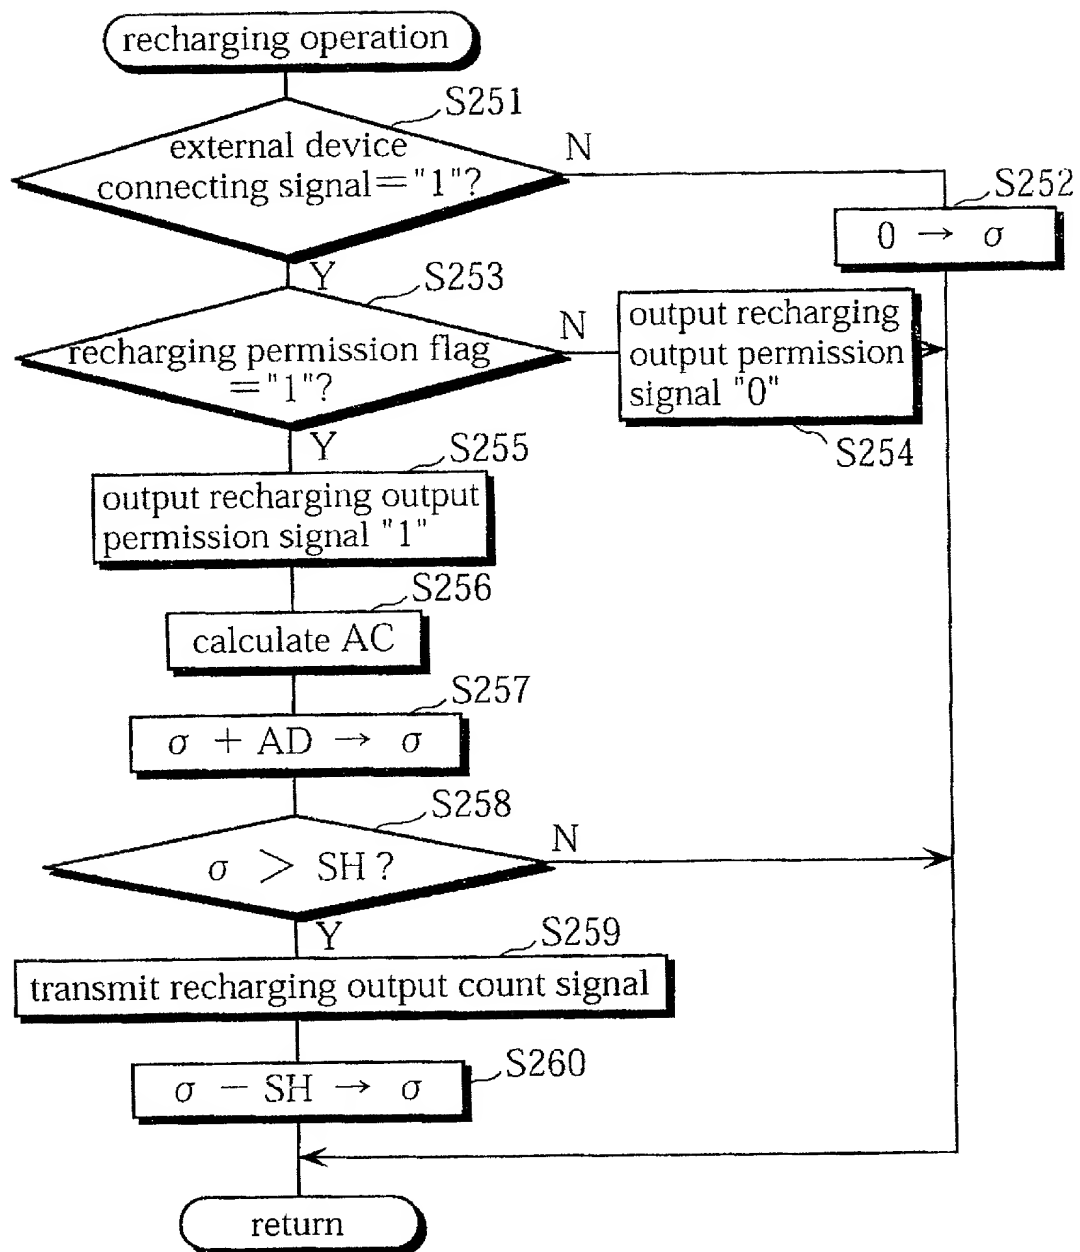 recharging operation
S251
external device
connecting signal="1"?
N
S252
0 → σ
Y
S253
recharging permission flag
="1"?
N
output recharging
output permission
signal "0"
S254
Y
S255
output recharging output
permission signal "1"
S256
calculate AC
S257
σ + AD → σ
S258
σ > SH?
N
Y
S259
transmit recharging output count signal
S260
σ − SH → σ
return